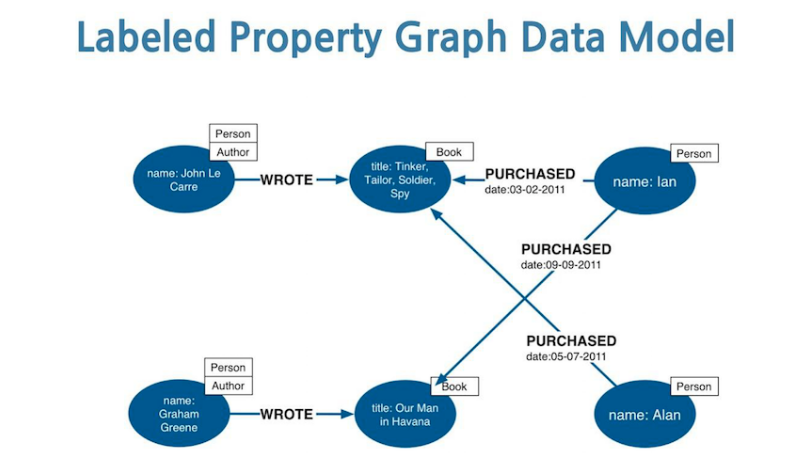 Labeled Property Graph Data Model
Person
Author
name: John Le
Carre
WROTE
Book
title: Tinker,
Tailor, Soldier,
Spy
PURCHASED
date:03-02-2011
Person
name: Ian
PURCHASED
date:09-09-2011
PURCHASED
date:05-07-2011
Person
Author
name:
Graham
Greene
WROTE
Book
title: Our Man
in Havana
Person
name: Alan